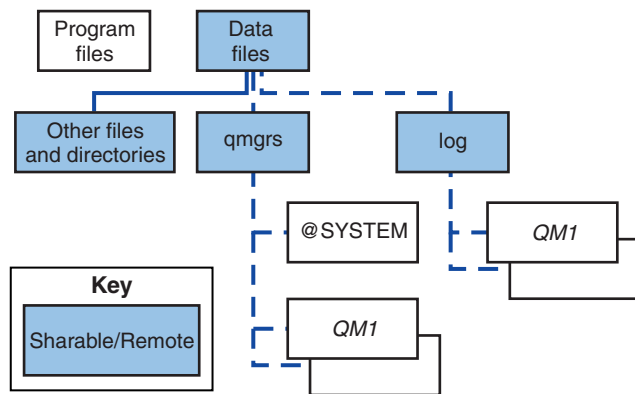 Program
files
Data
files
Other files
and directories
qmgrs
log
@SYSTEM
QM1
Key
Sharable/Remote
QM1